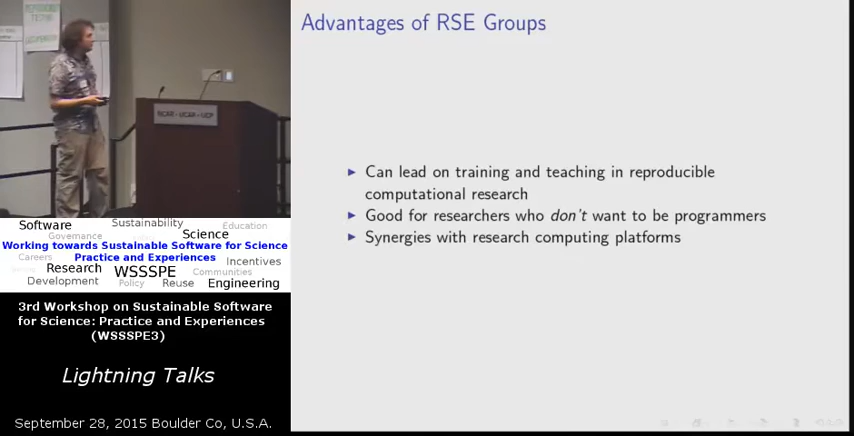 Advantages of RSE Groups
Can lead on training and teaching in reproducible
computational research
Good for researchers who don't want to be programmers
Synergies with research computing platforms
NCAR - UCAR - UCP
Software
Sustainability
Education
Governance
Science
Working towards Sustainable Software for Science
Practice and Experiences
Careers
Incentives
Research
WSSSPE
Communities
Development
Policy
Reuse
Engineering
3rd Workshop on Sustainable Software
for Science: Practice and Experiences
(WSSSPE3)
Lightning Talks
September 28, 2015 Boulder Co, U.S.A.